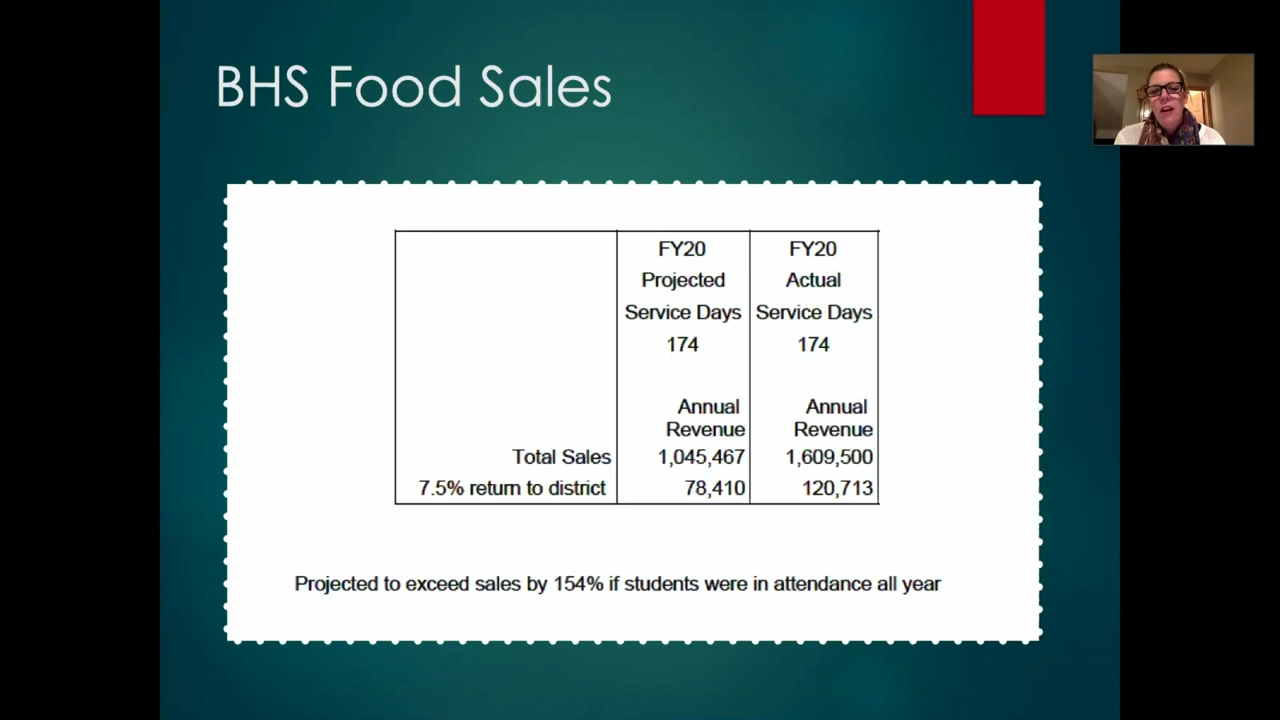 BHS Food Sales
FY20 FY20
Projected Actual
Service Days Service Days
174 174
Annual Annual
Revenue Revenue
Total Sales 1,045,467 1,609,500
7.5% return to district 78,410 120,713
Projected to exceed sales by 154% if students were in attendance all year